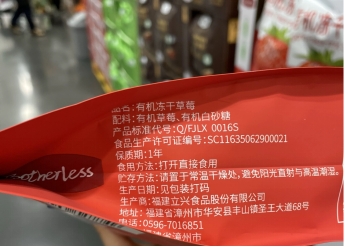 品名：有机冻干草莓
配料：有机草莓、有机白砂糖
产品标准代号：Q/FJLX 0016S
食品生产许可证编号：SC11635062900021
保质期：1年
食用方法：打开直接食用
贮存方法：请置于常温干燥处，避免阳光直射与高温潮湿。
生产日期：见包装打码
生产商：福建立兴食品股份有限公司
地址：福建省漳州市华安县丰山镇圣王大道68号
电话：0596-7016851
福建省漳州市